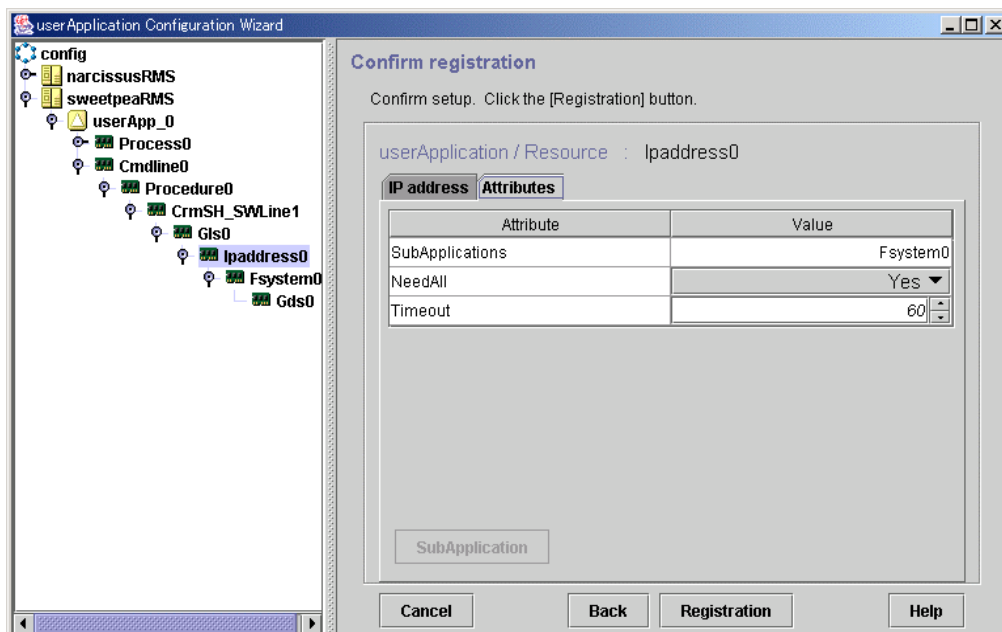 userApplication Configuration Wizard
config
narcissusRMS
sweetpeaRMS
userApp_0
Process0
Cmdline0
Procedure0
CrmSH_SWLine1
Gls0
Ipaddress0
Fsystem0
Gds0
Confirm registration
Confirm setup. Click the [Registration] button.
userApplication / Resource : Ipaddress0
IP address Attributes
Attribute Value
SubApplications Fsystem0
NeedAll Yes
Timeout 60
SubApplication
Cancel Back Registration Help